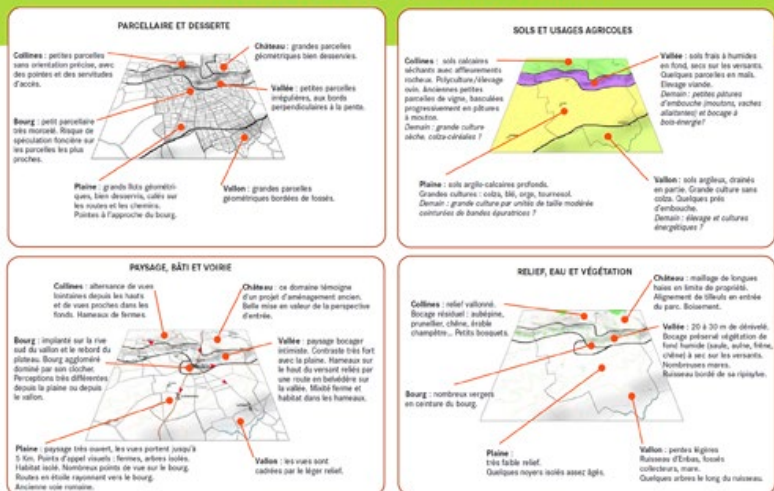 PARCELLAIRE ET DESSERTE
Collines : petites parcelles
sans orientation précise, avec
des pointes et des servitudes
d'accès.
Château : grandes parcelles
géometriques bien desservies.
Vallée : petites parcelles
irrégulières, aux bords
perpendiculaires à la pente.
Bourg : petit parcellaire
très morcelé. Risque de
spéculation foncière sur
les parcelles les plus
proches.
Plaine : grands îlots géométri-
ques, bien desservis, calés sur
les routes et les chemins.
Pointes à l'approche du bourg.
Vallon : grandes parcelles
géométriques bordées de fossés.
SOLS ET USAGES AGRICOLES
Collines : sols calcaires
séchants avec affleurements
rocheux. Polyculture/élevage
ovin. Anciennes petites
parcelles de vigne, basculées
progressivement en pâtures
à mouton.
Demain : grande culture
sèche, colza-céréales ?
Vallée : sols frais à humides
en fond, secs sur les versants.
Quelques parcelles en maïs.
Elevage viande.
Demain : petites pâtures
d'embouche (moutons, vaches
allaitantes) et bocage à
bois-énergie?
Plaine : sols argilo-calcaires profonds.
Grandes cultures : colza, blé, orge, tournesol.
Demain : grande culture par unités de taille modérée
ceinturées de bandes épuratrices ?
Vallon : sols argileux, drainés
en partie. Grande culture sans
colza. Quelques prés
d'embouche.
Demain : élevage et cultures
énergétiques ?
PAYSAGE, BÂTI ET VOIRIE
Collines : alternance de vues
lointaines depuis les hauts
et de vues proches dans les
fonds. Hameaux de fermes.
Château : ce domaine témoigne
d'un projet d'aménagement ancien.
Belle mise en valeur de la perspective
d'entrée.
Bourg : implanté sur la rive
sud du vallon et le rebord du
plateau. Bourg aggloméré
dominé par son clocher.
Perceptions très différentes
depuis la plaine ou depuis
le vallon.
Vallée : paysage bocager
intimiste. Contraste très fort
avec la plaine. Hameaux sur
le haut du versant reliés par
une route en belvédère sur
la vallée. Mixité ferme et
habitat dans les hameaux.
Plaine : paysage très ouvert, les vues portent jusqu'à
5 Km. Points d'appel visuels : fermes, arbres isolés.
Habitat isolé. Nombreux points de vue sur le bourg.
Routes en étoile rayonnant vers le bourg.
Ancienne voie romaine.
Vallon : les vues sont
cadrées par le léger relief.
RELIEF, EAU ET VÉGÉTATION
Collines : relief vallonné.
Bocage résiduel : aubépine,
prunellier, chêne, érable
champêtre... Petits bosquets.
Château : maillage de longues
haies en limite de propriété.
Alignement de tilleuls en entrée
du parc. Boisement.
Vallée : 20 à 30 m de dénivelé.
Bocage préservé végétation de
fond humide (saule, aulne, frêne,
chêne) à sec sur les versants.
Nombreuses mares.
Ruisseau bordé de sa ripisylve.
Bourg : nombreux vergers
en ceinture du bourg.
Plaine :
très faible relief.
Quelques noyers isolés assez âgés.
Vallon : pentes légères
Ruisseau d'Enbas, fossés
collecteurs, mare.
Quelques arbres le long du ruisseau.